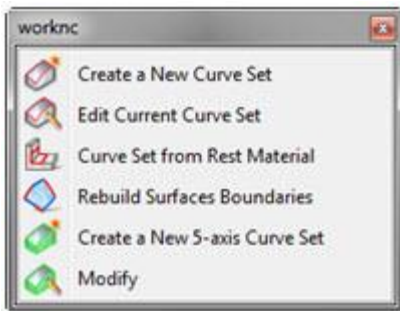 worknc
Create a New Curve Set
Edit Current Curve Set
Curve Set from Rest Material
Rebuild Surfaces Boundaries
Create a New 5-axis Curve Set
Modify